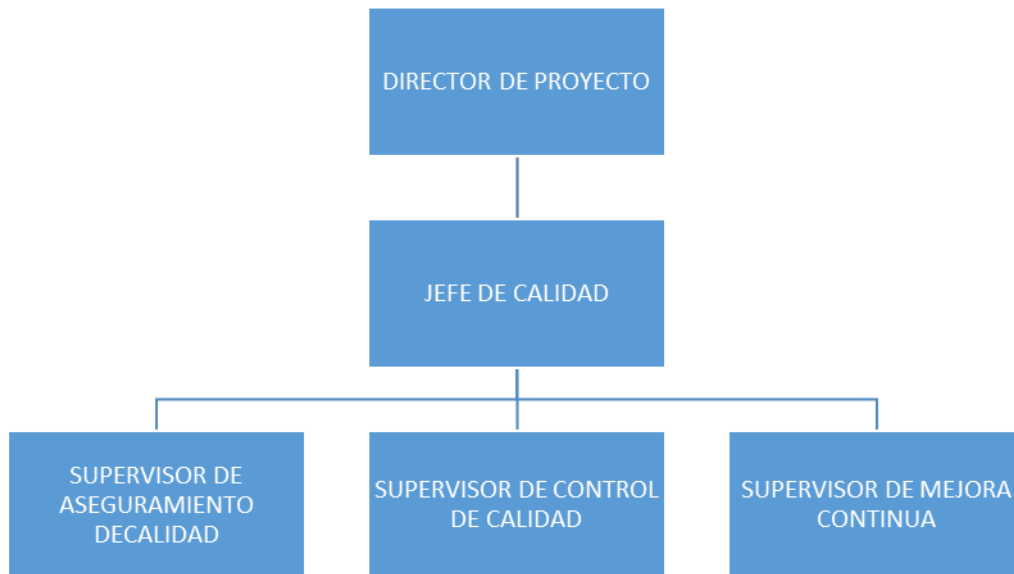 DIRECTOR DE PROYECTO
JEFE DE CALIDAD
SUPERVISOR DE
ASEGURAMIENTO
DECALIDAD
SUPERVISOR DE CONTROL
DE CALIDAD
SUPERVISOR DE MEJORA
CONTINUA